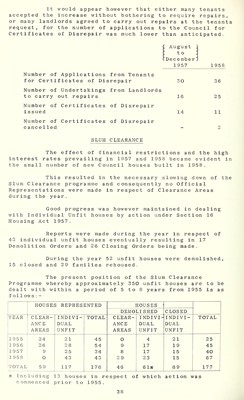 It would appear however that either many tenants
accepted the increase without bothering to require repairs,
or many landlords agreed to carry out repairs at the tenants
request, for the number of applications to the Council for
Certificates of Disrepair was much lower than anticipated.
August
to
December
1957 1958
Number of Applications from Tenants
for Certificates of Disrepair 30 36
Number of Undertakings from Landlords
to carry out repairs 16 25
Number of Certificates of Disrepair
issued 14 11
Number of Certificates of Disrepair
cancelled - 2
SLUM CLEARANCE
The effect of financial restrictions and the high
interest rates prevailing in 1957 and 1958 became evident in
the small number of new Council houses built in 1958.
This resulted in the necessary slowing down of the
Slum Clearance programme and consequently no Official
Representations were made in respect of Clearance Areas
during the year.
Good progress was however maintained in dealing
with Individual Unfit houses by action under Section 16
Housing Act 1957.
Reports were made during the year in respect of
43 individual unfit houses eventually resulting in 17
Demolition Orders and 26 Closing Orders being made.
During the year 52 unfit houses were demolished,
15 closed and 29 families rehoused.
The present position of the Slum Clearance
Programme whereby approximately 350 unfit houses are to be
dealt with within a period of 5 to 8 years from 1955 is as
follows:-
HOUSES REPRESENTED HOUSES
DEMOLISHED CLOSED
YEAR CLEAR- INDIVI- TOTAL CLEAR- INDIVI- INDIVI- TOTAL
ANCE DUAL ANCE DUAL DUAL
AREAS UNFIT AREAS UNFIT UNFIT
1955 24 21 45 0 4 21 25
1956 26 28 54 9 17 19 45
1957 9 25 34 8 17 15 40
1958 0 43 43 29 23 15 67
TOTAL 59 117 176 46 61* 69 177
* Including 13 houses in respect of which action was
commenced prior to 1955.
36